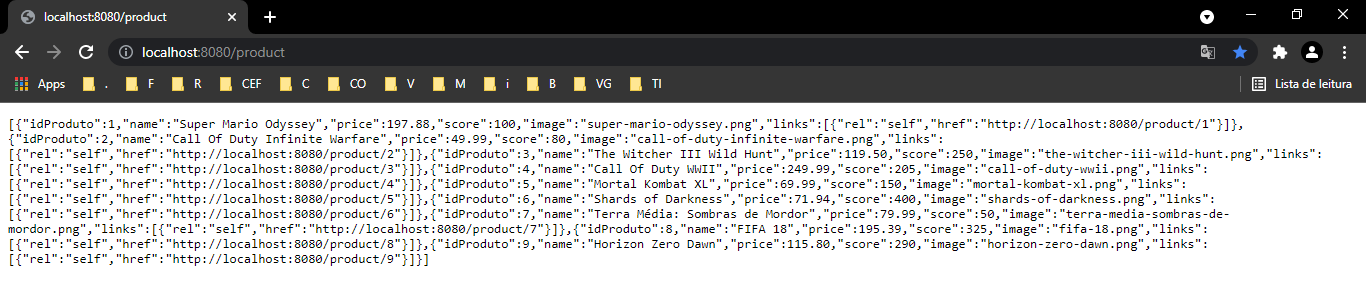 localhost:8080/product
localhost:8080/product
Apps . F R CEF C CO V M i B VG TI Lista de leitura
[{"idProduto":1,"name":"Super Mario Odyssey","price":197.88,"score":100,"image":"super-mario-odyssey.png","links":[{"rel":"self","href":"http://localhost:8080/product/1"}]},
{"idProduto":2,"name":"Call Of Duty Infinite Warfare","price":49.99,"score":80,"image":"call-of-duty-infinite-warfare.png","links":
[{"rel":"self","href":"http://localhost:8080/product/2"}]},{"idProduto":3,"name":"The Witcher III Wild Hunt","price":119.50,"score":250,"image":"the-witcher-iii-wild-hunt.png","links":
[{"rel":"self","href":"http://localhost:8080/product/3"}]},{"idProduto":4,"name":"Call Of Duty WWII","price":249.99,"score":205,"image":"call-of-duty-wwii.png","links":
[{"rel":"self","href":"http://localhost:8080/product/4"}]},{"idProduto":5,"name":"Mortal Kombat XL","price":69.99,"score":150,"image":"mortal-kombat-xl.png","links":
[{"rel":"self","href":"http://localhost:8080/product/5"}]},{"idProduto":6,"name":"Shards of Darkness","price":71.94,"score":400,"image":"shards-of-darkness.png","links":
[{"rel":"self","href":"http://localhost:8080/product/6"}]},{"idProduto":7,"name":"Terra Média: Sombras de Mordor","price":79.99,"score":50,"image":"terra-media-sombras-de-
mordor.png","links":[{"rel":"self","href":"http://localhost:8080/product/7"}]},{"idProduto":8,"name":"FIFA 18","price":195.39,"score":325,"image":"fifa-18.png","links":
[{"rel":"self","href":"http://localhost:8080/product/8"}]},{"idProduto":9,"name":"Horizon Zero Dawn","price":115.80,"score":290,"image":"horizon-zero-dawn.png","links":
[{"rel":"self","href":"http://localhost:8080/product/9"}]}]